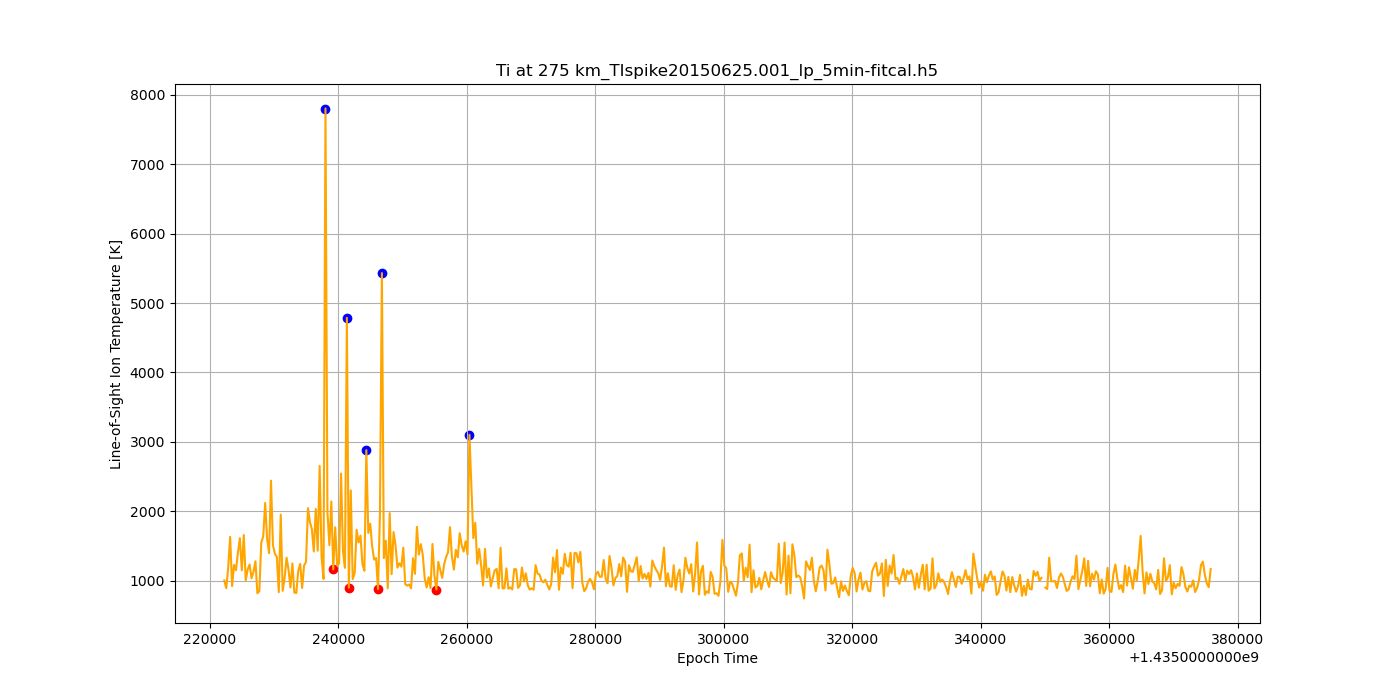 Ti at 275 km_TIspike20150625.001_lp_5min-fitcal.h5
Line-of-Sight Ion Temperature [K]
8000
7000
6000
5000
4000
3000
2000
1000
220000 240000 260000 280000 300000 320000 340000 360000 380000
Epoch Time
+1.4350000000e9